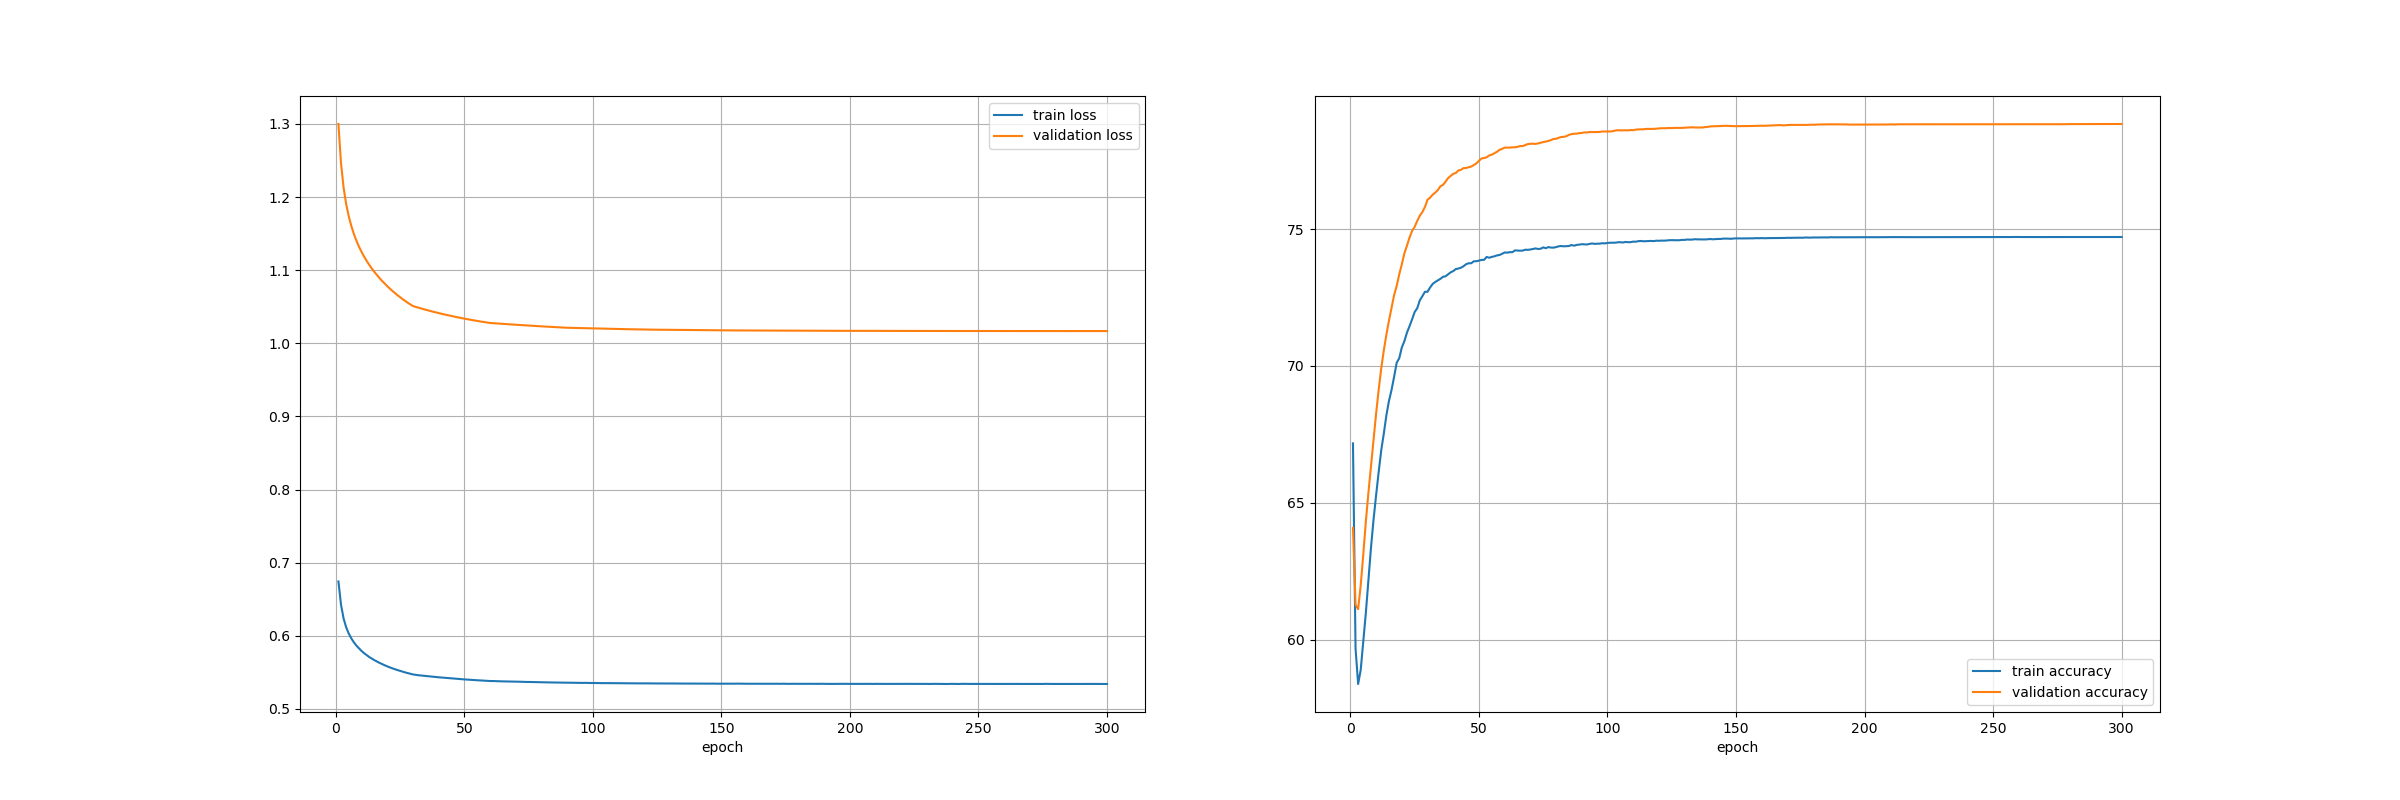 train loss
validation loss
1.3
1.2
1.1
1.0
0.9
0.8
0.7
0.6
0.5
0 50 100 150 200 250 300
epoch
75
70
65
60
train accuracy
validation accuracy
0 50 100 150 200 250 300
epoch